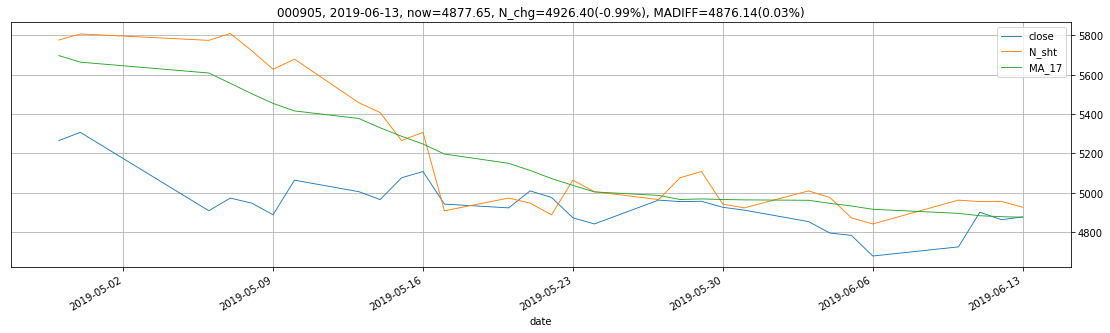 000905, 2019-06-13, now=4877.65, N_chg=4926.40(-0.99%), MADIFF=4876.14(0.03%)
close
N_sht
MA_17
5800
5600
5400
5200
5000
4800
2019-05-02
2019-05-09
2019-05-16
2019-05-23
2019-05-30
2019-06-06
2019-06-13
date